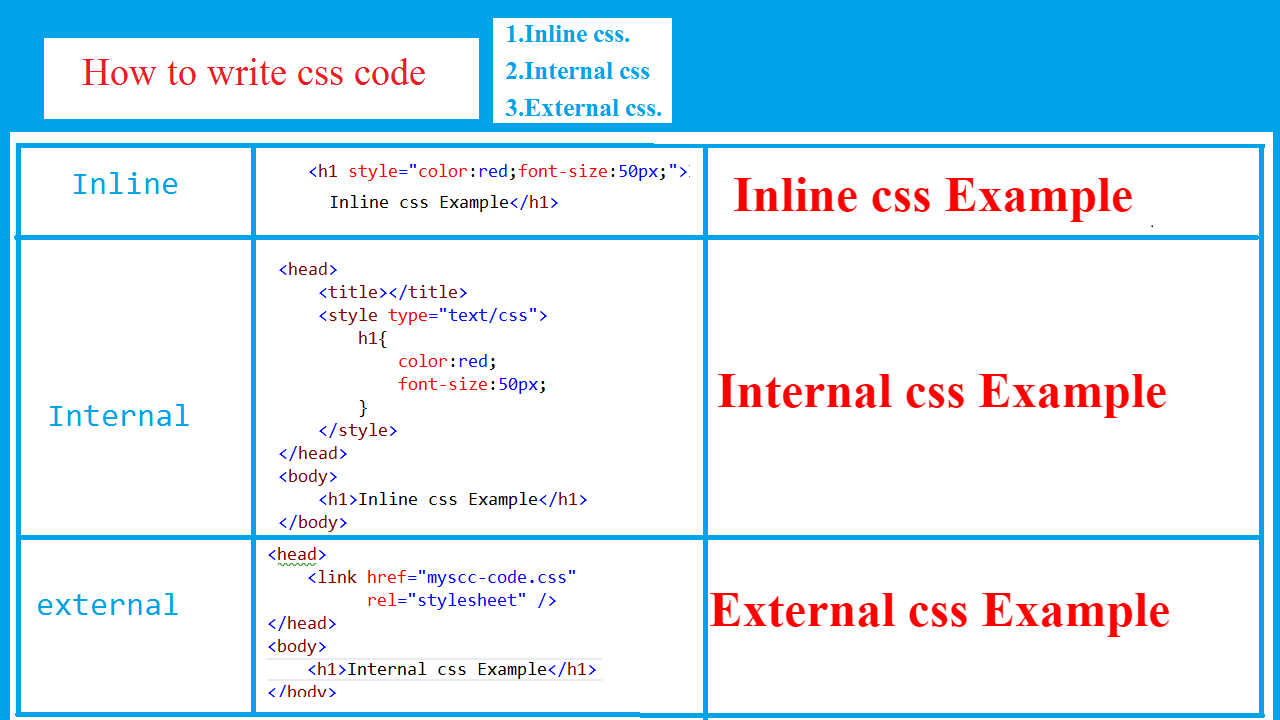 How to write css code
1.Inline css.
2.Internal css
3.External css.
Inline
<h1 style="color:red;font-size:50px;">
Inline css Example</h1>
Inline css Example
Internal
<head>
<title></title>
<style type="text/css">
h1{
color:red;
font-size:50px;
}
</style>
</head>
<body>
<h1>Inline css Example</h1>
</body>
Internal css Example
external
<head>
<link href="myscc-code.css"
rel="stylesheet" />
</head>
<body>
<h1>Internal css Example</h1>
</body>
External css Example